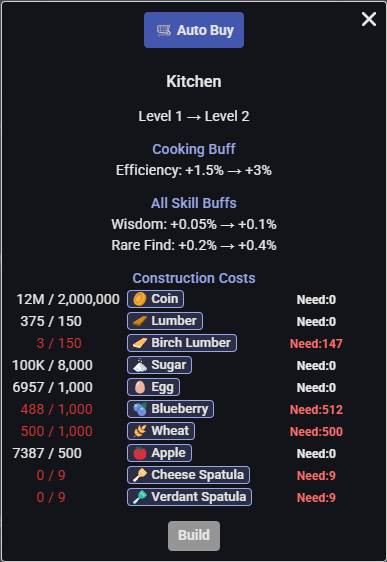 Auto Buy
Kitchen
Level 1 → Level 2
Cooking Buff
Efficiency: +1.5% → +3%
All Skill Buffs
Wisdom: +0.05% → +0.1%
Rare Find: +0.2% → +0.4%
Construction Costs
12M / 2,000,000 Coin Need:0
375 / 150 Lumber Need:0
3 / 150 Birch Lumber Need:147
100K / 8,000 Sugar Need:0
6957 / 1,000 Egg Need:0
488 / 1,000 Blueberry Need:512
500 / 1,000 Wheat Need:500
7387 / 500 Apple Need:0
0 / 9 Cheese Spatula Need:9
0 / 9 Verdant Spatula Need:9
Build